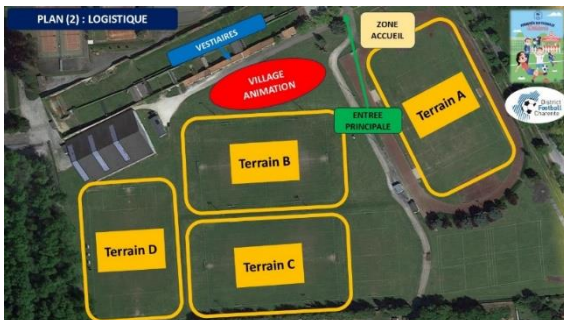 PLAN (2) : LOGISTIQUE
VESTIAIRES
ZONE
ACCUEIL
VILLAGE
ANIMATION
ENTREE
PRINCIPALE
Terrain A
Terrain B
Terrain C
Terrain D
District
Football
Charente